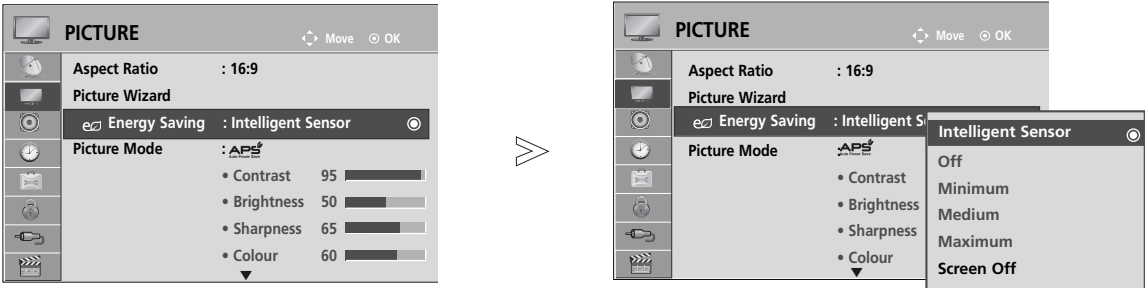 PICTURE
Move OK
Aspect Ratio : 16:9
Picture Wizard
Energy Saving : Intelligent Sensor
Picture Mode : APS
Auto Power Save
• Contrast 95
• Brightness 50
• Sharpness 65
• Colour 60
PICTURE
Move OK
Aspect Ratio : 16:9
Picture Wizard
Energy Saving : Intelligent S
Picture Mode : APS
Auto Power Save
• Contrast
• Brightness
• Sharpness
• Colour
Intelligent Sensor
Off
Minimum
Medium
Maximum
Screen Off